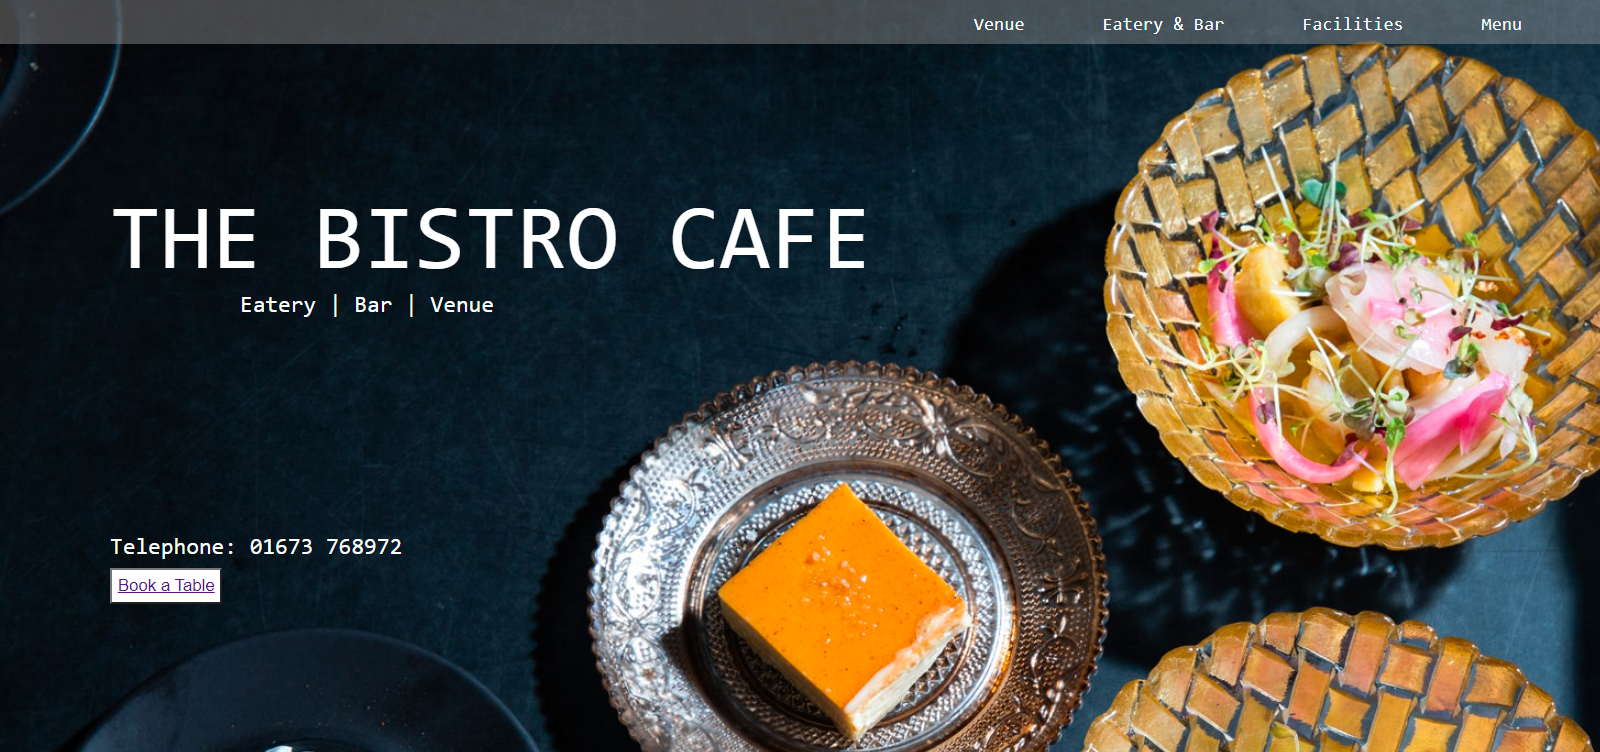 Venue Eatery & Bar Facilities Menu
THE BISTRO CAFE
Eatery | Bar | Venue
Telephone: 01673 768972
Book a Table